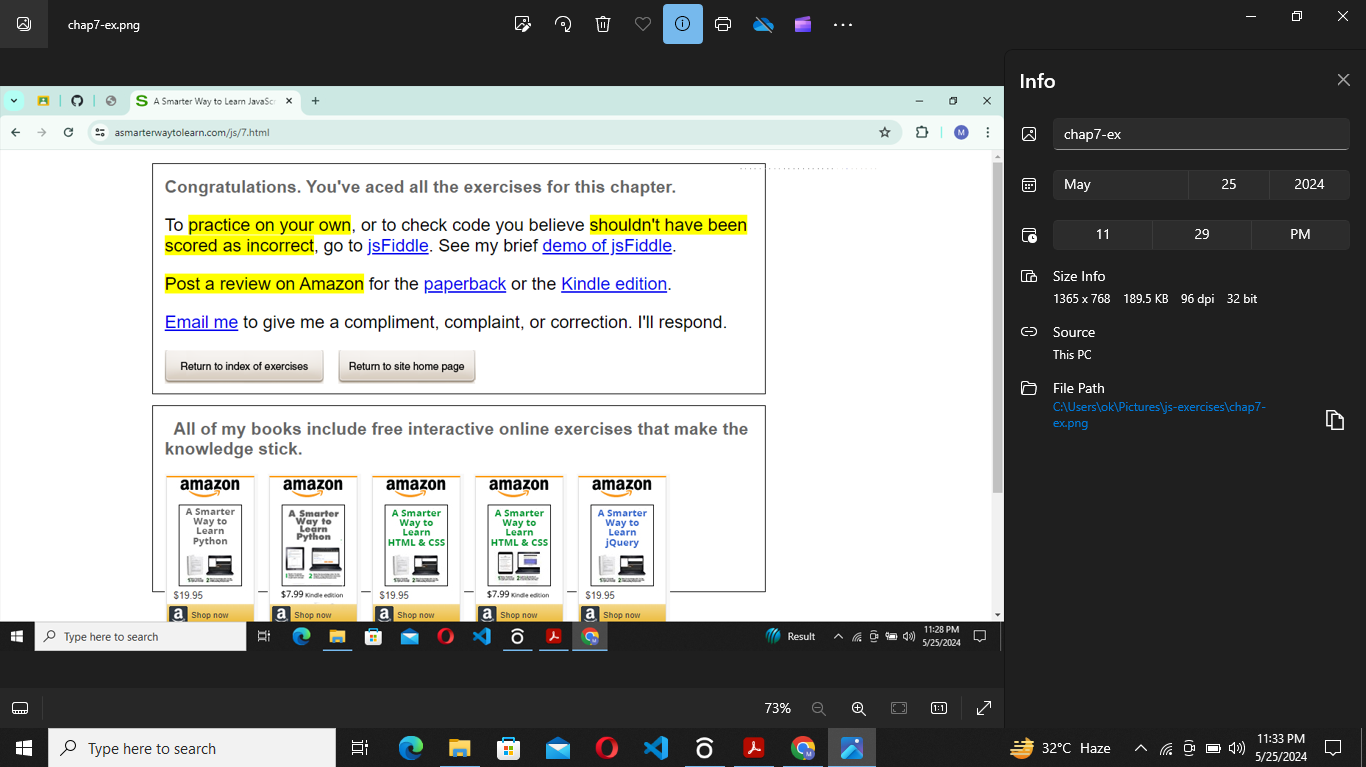 chap7-ex.png
A Smarter Way to Learn JavaSc
asmarterwaytolearn.com/js/7.html
M
Congratulations. You've aced all the exercises for this chapter.
To practice on your own, or to check code you believe shouldn't have been
scored as incorrect, go to jsFiddle. See my brief demo of jsFiddle.
Post a review on Amazon for the paperback or the Kindle edition.
Email me to give me a compliment, complaint, or correction. I'll respond.
Return to index of exercises Return to site home page
All of my books include free interactive online exercises that make the
knowledge stick.
amazon amazon amazon amazon amazon
A Smarter A Smarter A Smarter A Smarter A Smarter
Way to Way to Way to Way to Way to
Learn Learn Learn Learn Learn
Python Python HTML & CSS HTML & CSS jQuery
$19.95 $7.99 Kindle edition $19.95 $7.99 Kindle edition $19.95
a Shop now a Shop now a Shop now a Shop now a Shop now
Type here to search
Result
11:28 PM
5/25/2024
Info
chap7-ex
May 25 2024
11 29 PM
Size Info
1365 x 768 189.5 KB 96 dpi 32 bit
Source
This PC
File Path
C:\Users\ok\Pictures\js-exercises\chap7-
ex.png
73%
1:1
Type here to search
32°C Haze
11:33 PM
5/25/2024